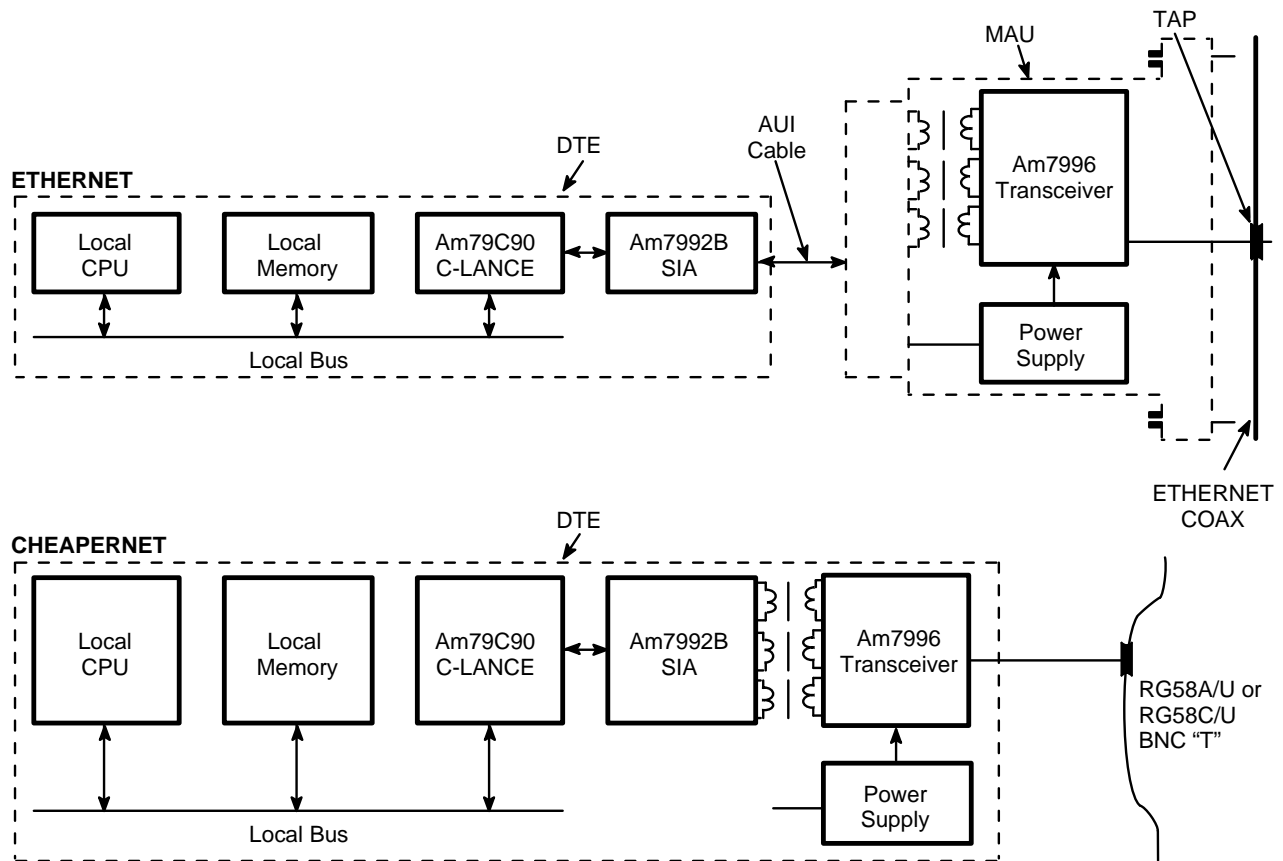 TAP
MAU
AUI
Cable
DTE
ETHERNET
Local
CPU
Local
Memory
Am79C90
C-LANCE
Am7992B
SIA
Am7996
Transceiver
Power
Supply
Local Bus
ETHERNET
COAX
DTE
CHEAPERNET
Local
CPU
Local
Memory
Am79C90
C-LANCE
Am7992B
SIA
Am7996
Transceiver
RG58A/U or
RG58C/U
BNC “T”
Power
Supply
Local Bus